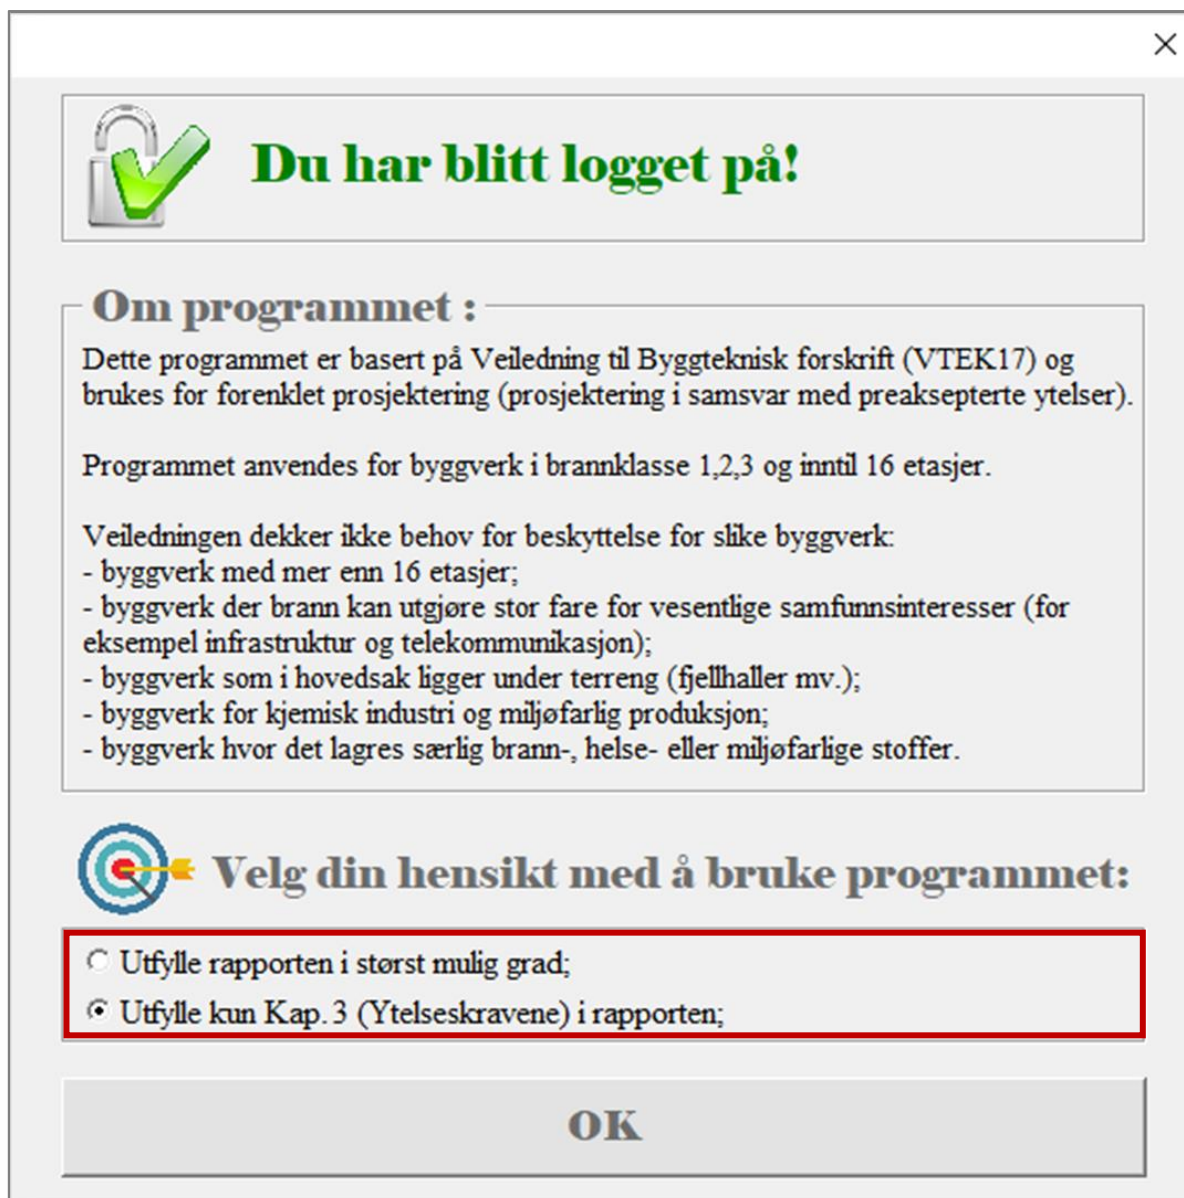 Du har blitt logget på!
Om programmet :
Dette programmet er basert på Veiledning til Byggteknisk forskrift (VTEK17) og
brukes for forenklet prosjektering (prosjektering i samsvar med preaksepterte ytelser).
Programmet anvendes for byggverk i brannklasse 1,2,3 og inntil 16 etasjer.
Veiledningen dekker ikke behov for beskyttelse for slike byggverk:
- byggverk med mer enn 16 etasjer;
- byggverk der brann kan utgjøre stor fare for vesentlige samfunnsinteresser (for
eksempel infrastruktur og telekommunikasjon);
- byggverk som i hovedsak ligger under terreng (fjellhaller mv.);
- byggverk for kjemisk industri og miljøfarlig produksjon;
- byggverk hvor det lagres særlig brann-, helse- eller miljøfarlige stoffer.
Velg din hensikt med å bruke programmet:
Utfylle rapporten i størst mulig grad;
Utfylle kun Kap. 3 (Ytelseskravene) i rapporten;
OK